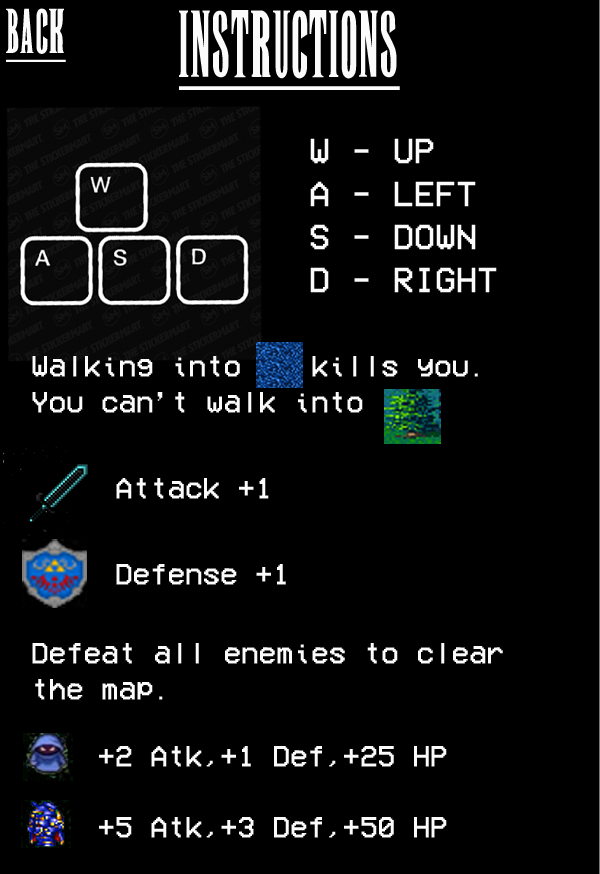 BACK
INSTRUCTIONS
W
A S D
W - UP
A - LEFT
S - DOWN
D - RIGHT
Walking into kills you.
You can't walk into
Attack +1
Defense +1
Defeat all enemies to clear
the map.
+2 Atk,+1 Def,+25 HP
+5 Atk,+3 Def,+50 HP